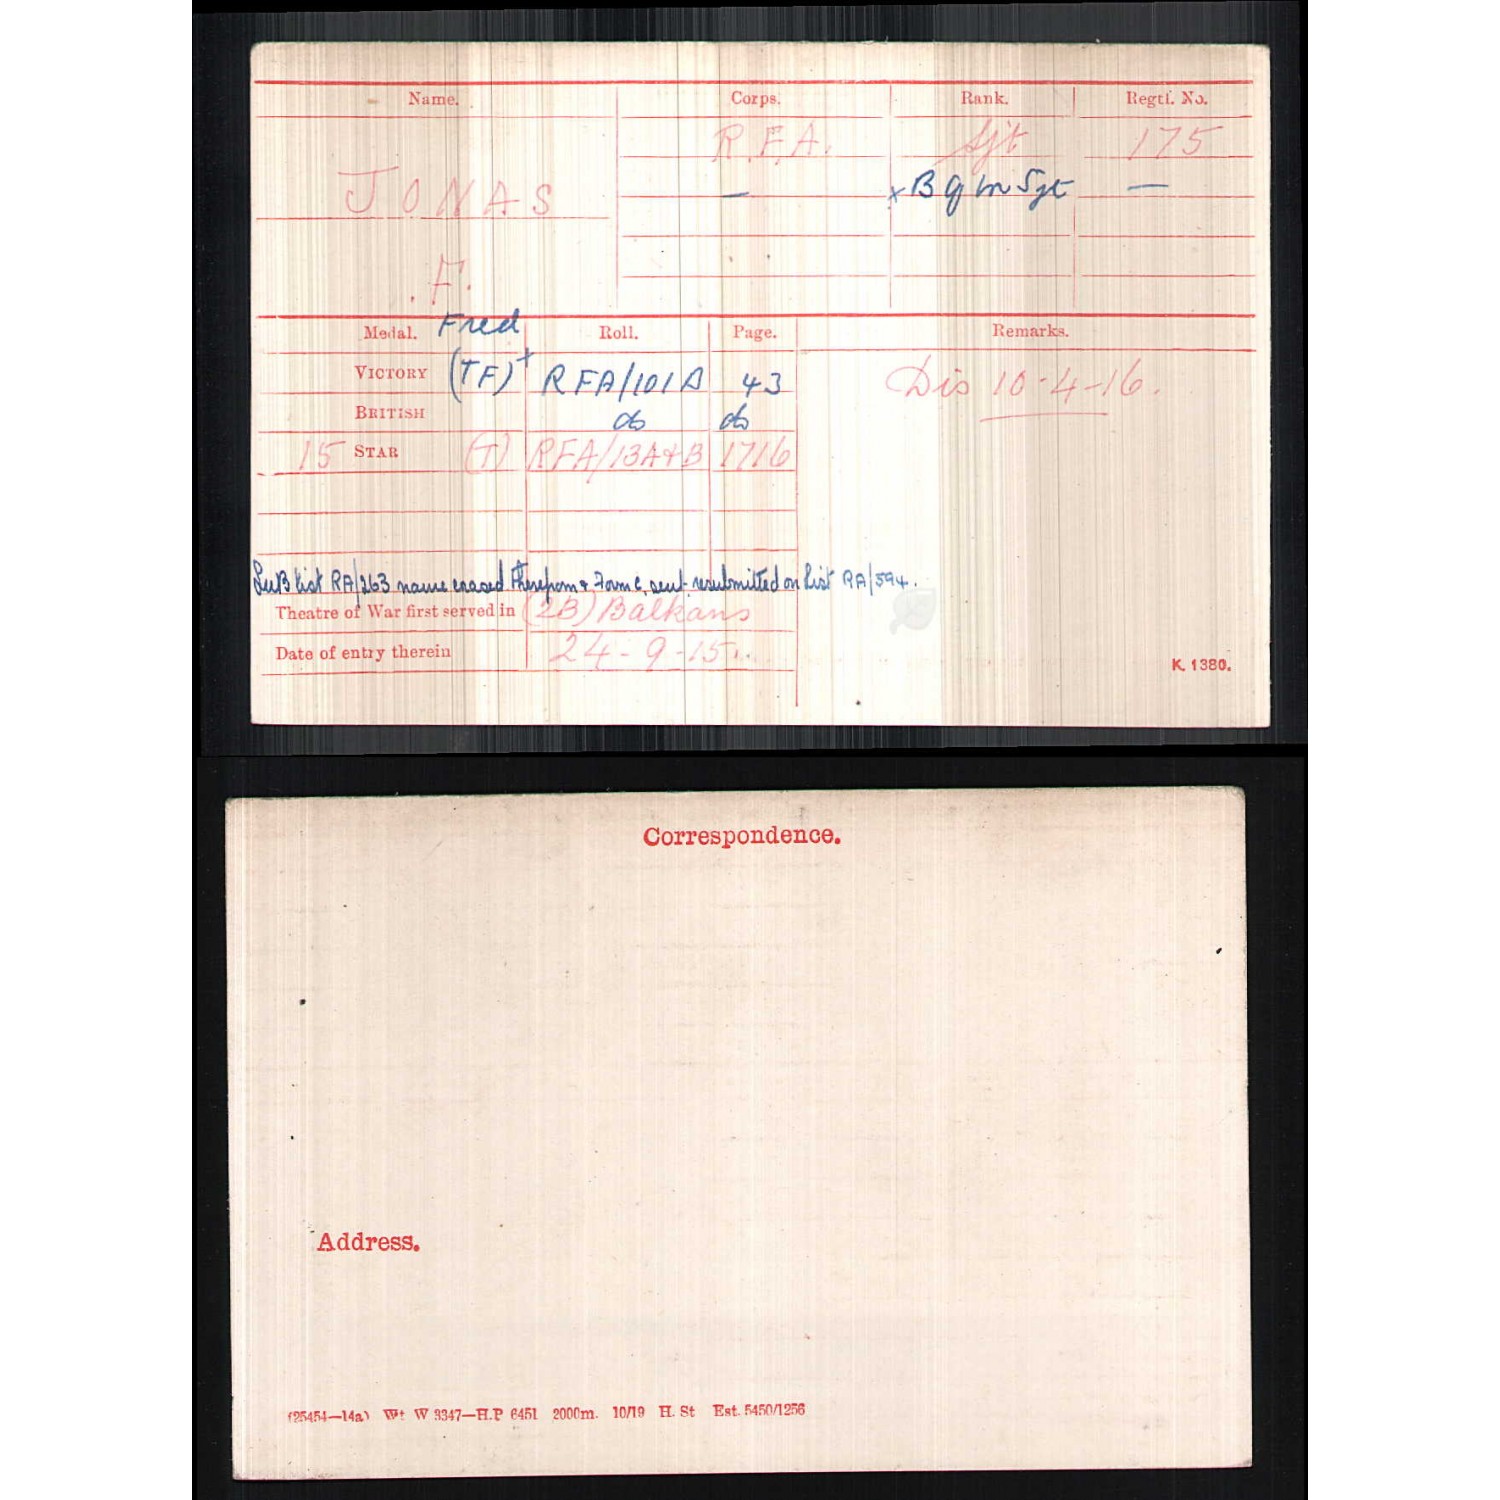 Name. Corps. Rank. Regtl. No.
R.F.A. Sjt 175
JONAS — x B Q M Sgt —
F.
Fred
Medal. Roll. Page. Remarks.
VICTORY (TF)+ RFA/101A 43 Dis 10-4-16.
BRITISH do do
15 STAR (T) RFA/13A+B 1716
SWB list RA/263 name erased therefrom & Form C. sent. resubmitted on list RA/594.
Theatre of War first served in (2B) Balkans
Date of entry therein 24-9-15.
K. 1380.
Correspondence.
Address.
(25454—14a) Wt W 3347—H.P 6451 2000m. 10/19 H. St Est. 5450/1256